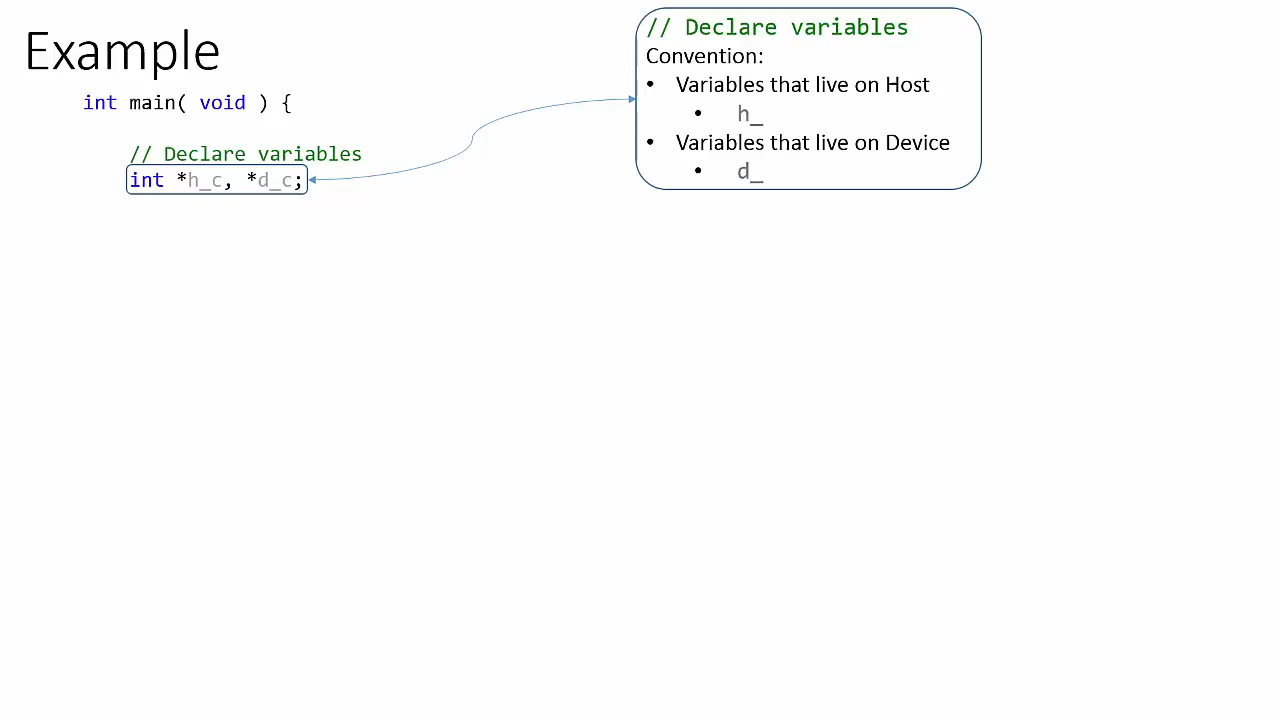 Example
int main( void ) {
// Declare variables
int *h_c, *d_c;
// Declare variables
Convention:
• Variables that live on Host
• h_
• Variables that live on Device
• d_